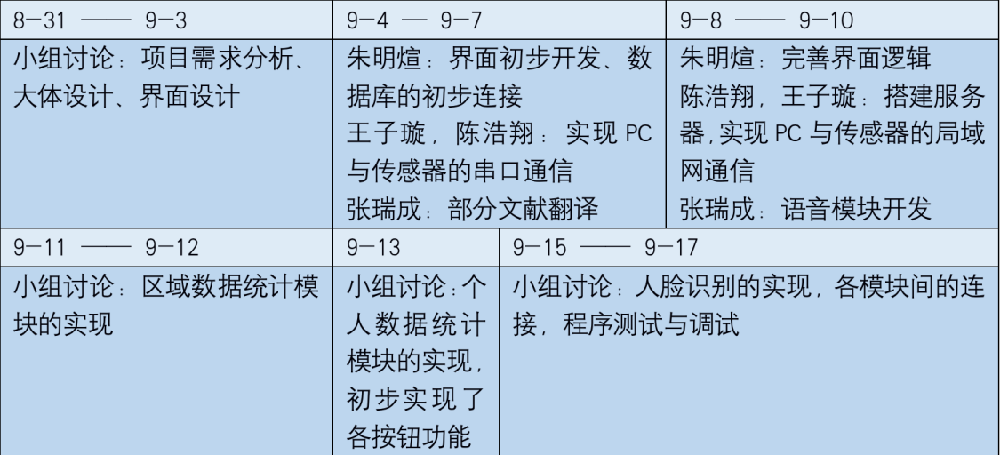 8—31 —— 9—3
小组讨论：项目需求分析、
大体设计、界面设计
9—4 — 9—7
朱明煊：界面初步开发、数
据库的初步连接
王子璇，陈浩翔：实现 PC
与传感器的串口通信
张瑞成：部分文献翻译
9—8 —— 9—10
朱明煊：完善界面逻辑
陈浩翔，王子璇：搭建服务
器,实现 PC 与传感器的局域
网通信
张瑞成：语音模块开发
9—11 —— 9—12
小组讨论：区域数据统计模
块的实现
9—13
小组讨论：个
人数据统计
模块的实现，
初步实现了
各按钮功能
9—15 —— 9—17
小组讨论：人脸识别的实现，各模块间的连
接，程序测试与调试